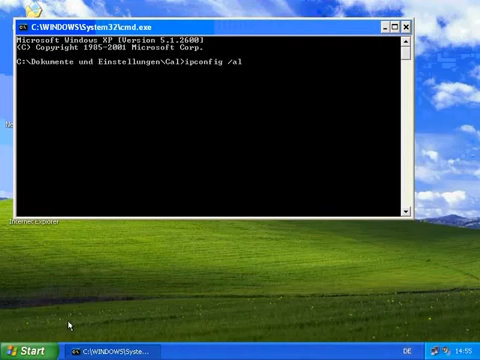 C:\WINDOWS\System32\cmd.exe
Microsoft Windows XP [Version 5.1.2600]
(C) Copyright 1985-2001 Microsoft Corp.
C:\Dokumente und Einstellungen\Cal>ipconfig /al
Internet Explorer
Start
C:\WINDOWS\Syste...
DE
14:55